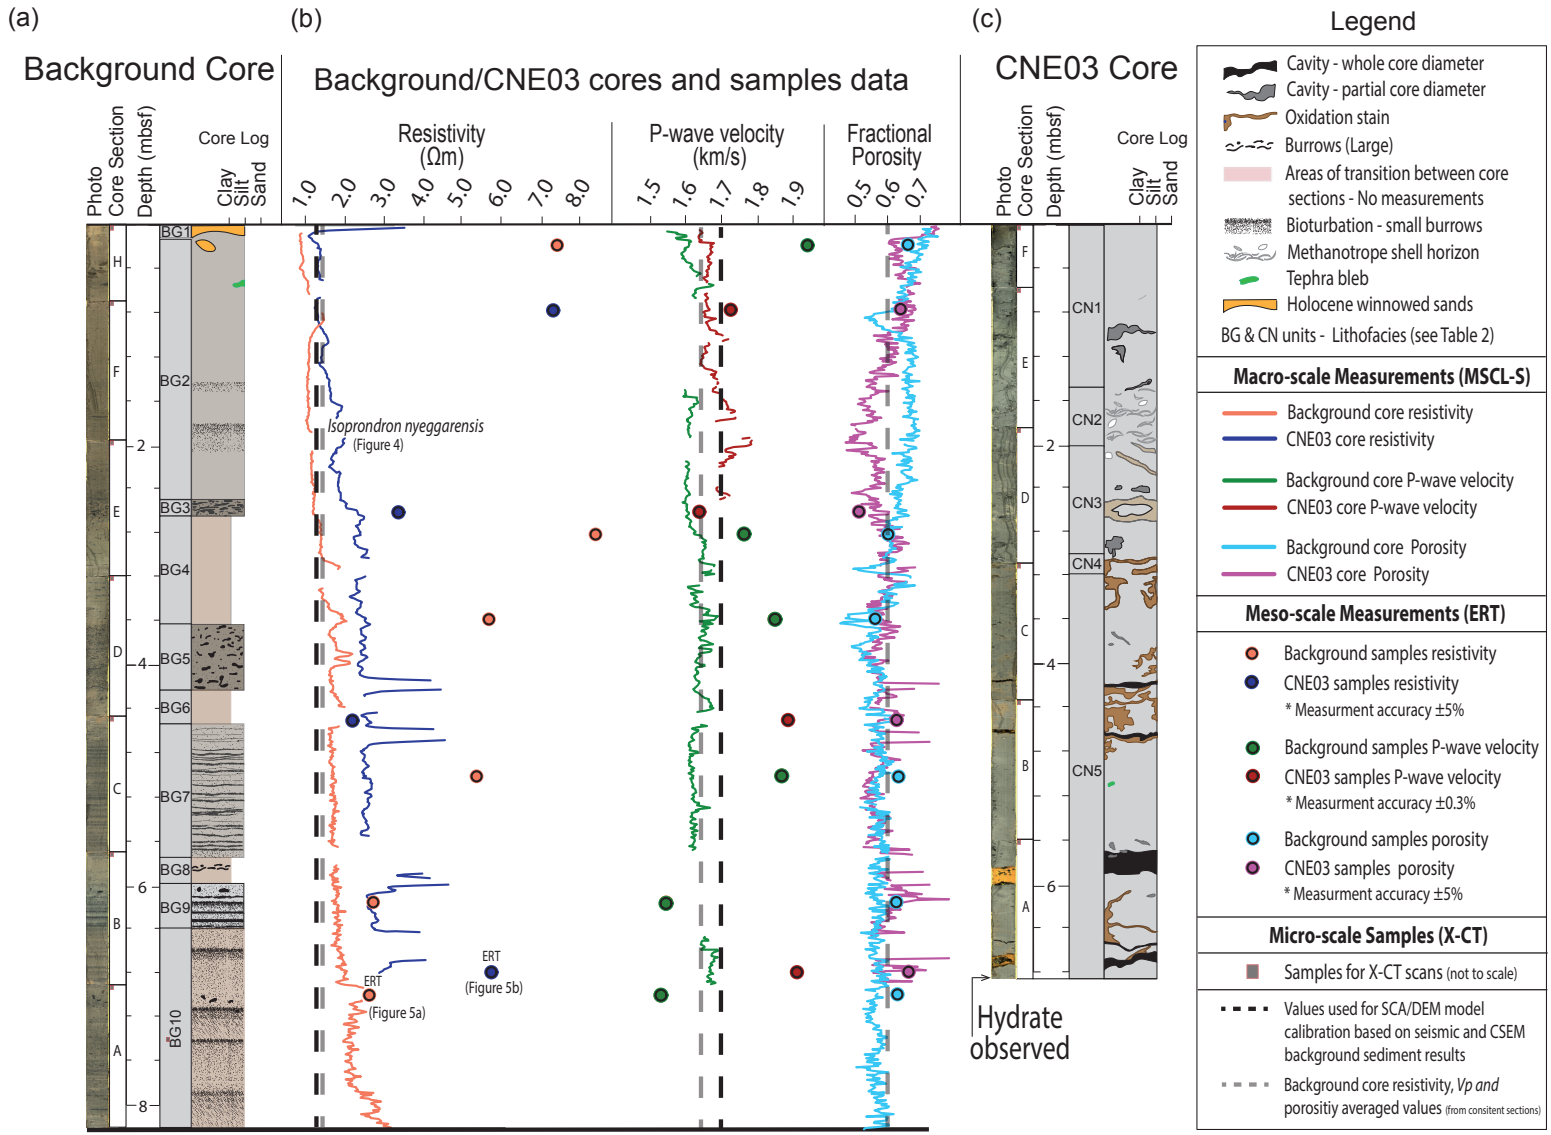 (a)
(b)
(c)
Background Core
Background/CNE03 cores and samples data
CNE03 Core
Photo
Core Section
Depth (mbsf)
Core Log
Clay
Silt
Sand
Resistivity
(Ωm)
1.0
2.0
3.0
4.0
5.0
6.0
7.0
8.0
P-wave velocity
(km/s)
1.5
1.6
1.7
1.8
1.9
Fractional
Porosity
0.5
0.6
0.7
Photo
Core Section
Depth (mbsf)
Core Log
Clay
Silt
Sand
H
F
E
D
C
B
A
2
4
6
8
BG1
BG2
BG3
BG4
BG5
BG6
BG7
BG8
BG9
BG10
Isoprondron nyeggarensis
(Figure 4)
ERT
(Figure 5b)
ERT
(Figure 5a)
F
E
D
C
B
A
2
4
6
CN1
CN2
CN3
CN4
CN5
Hydrate
observed
Legend
Cavity - whole core diameter
Cavity - partial core diameter
Oxidation stain
Burrows (Large)
Areas of transition between core
sections - No measurements
Bioturbation - small burrows
Methanotrope shell horizon
Tephra bleb
Holocene winnowed sands
BG & CN units - Lithofacies (see Table 2)
Macro-scale Measurements (MSCL-S)
Background core resistivity
CNE03 core resistivity
Background core P-wave velocity
CNE03 core P-wave velocity
Background core Porosity
CNE03 core Porosity
Meso-scale Measurements (ERT)
Background samples resistivity
CNE03 samples resistivity
* Measurment accuracy ±5%
Background samples P-wave velocity
CNE03 samples P-wave velocity
* Measurment accuracy ±0.3%
Background samples porosity
CNE03 samples porosity
* Measurment accuracy ±5%
Micro-scale Samples (X-CT)
Samples for X-CT scans (not to scale)
Values used for SCA/DEM model
calibration based on seismic and CSEM
background sediment results
Background core resistivity, Vp and
porositiy averaged values (from consitent sections)